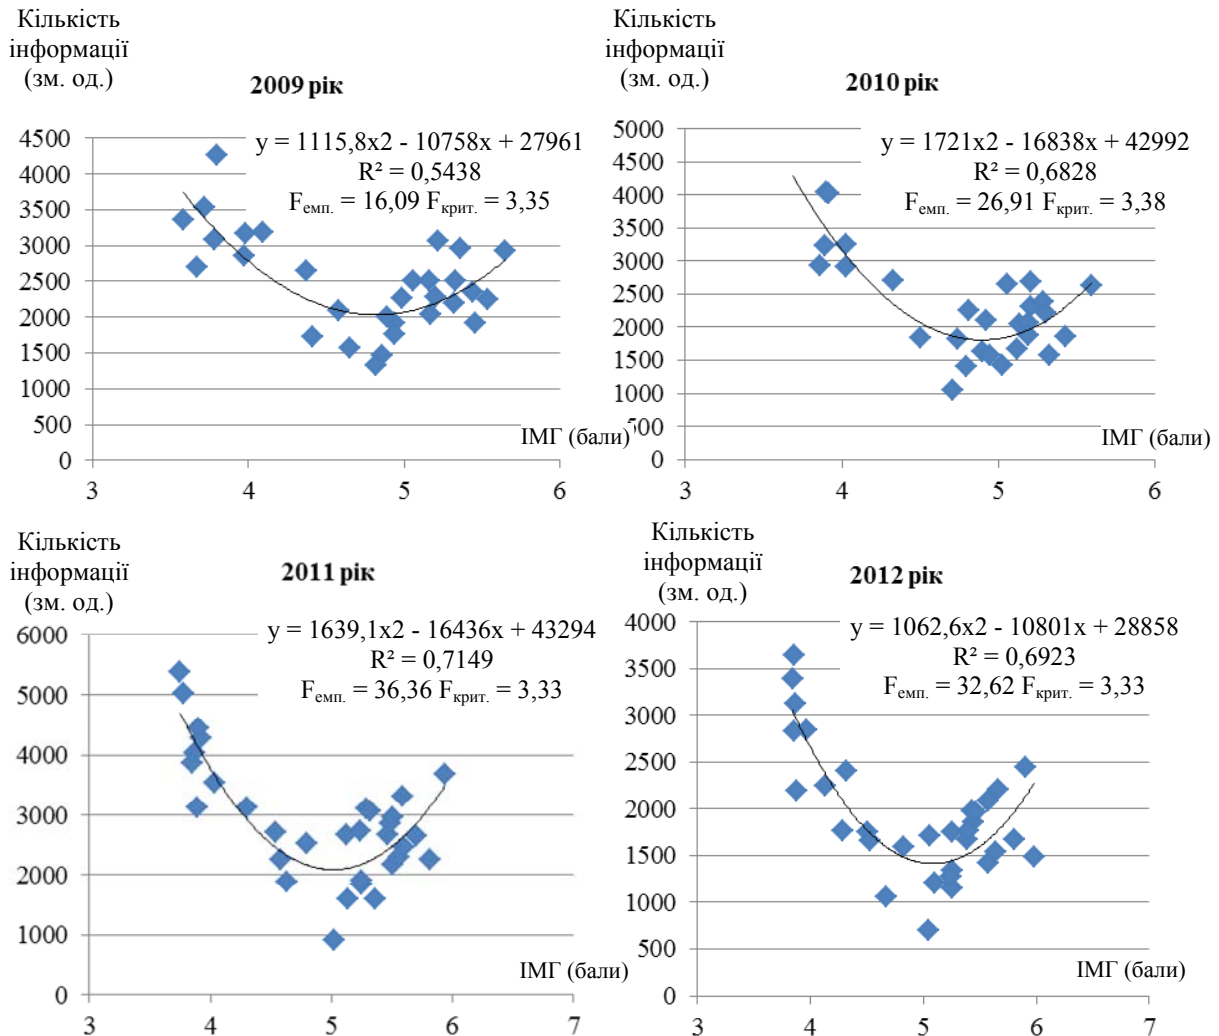 Кількість
інформації
(зм. од.)
2009 рік
y = 1115,8x2 - 10758x + 27961
R² = 0,5438
Fемп. = 16,09 Fкрит. = 3,35
4500
4000
3500
3000
2500
2000
1500
1000
500
0
ІМГ (бали)
3 4 5 6
Кількість
інформації
(зм. од.)
2010 рік
y = 1721x2 - 16838x + 42992
R² = 0,6828
Fемп. = 26,91 Fкрит. = 3,38
5000
4500
4000
3500
3000
2500
2000
1500
1000
500
0
ІМГ (бали)
3 4 5 6
Кількість
інформації
(зм. од.)
2011 рік
y = 1639,1x2 - 16436x + 43294
R² = 0,7149
Fемп. = 36,36 Fкрит. = 3,33
6000
5000
4000
3000
2000
1000
0
ІМГ (бали)
3 4 5 6 7
Кількість
інформації
(зм. од.)
2012 рік
y = 1062,6x2 - 10801x + 28858
R² = 0,6923
Fемп. = 32,62 Fкрит. = 3,33
4000
3500
3000
2500
2000
1500
1000
500
0
ІМГ (бали)
3 4 5 6 7